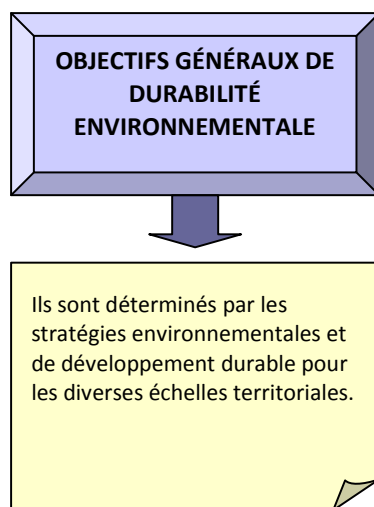 OBJECTIFS GÉNÉRAUX DE
DURABILITÉ
ENVIRONNEMENTALE
Ils sont déterminés par les
stratégies environnementales et
de développement durable pour
les diverses échelles territoriales.